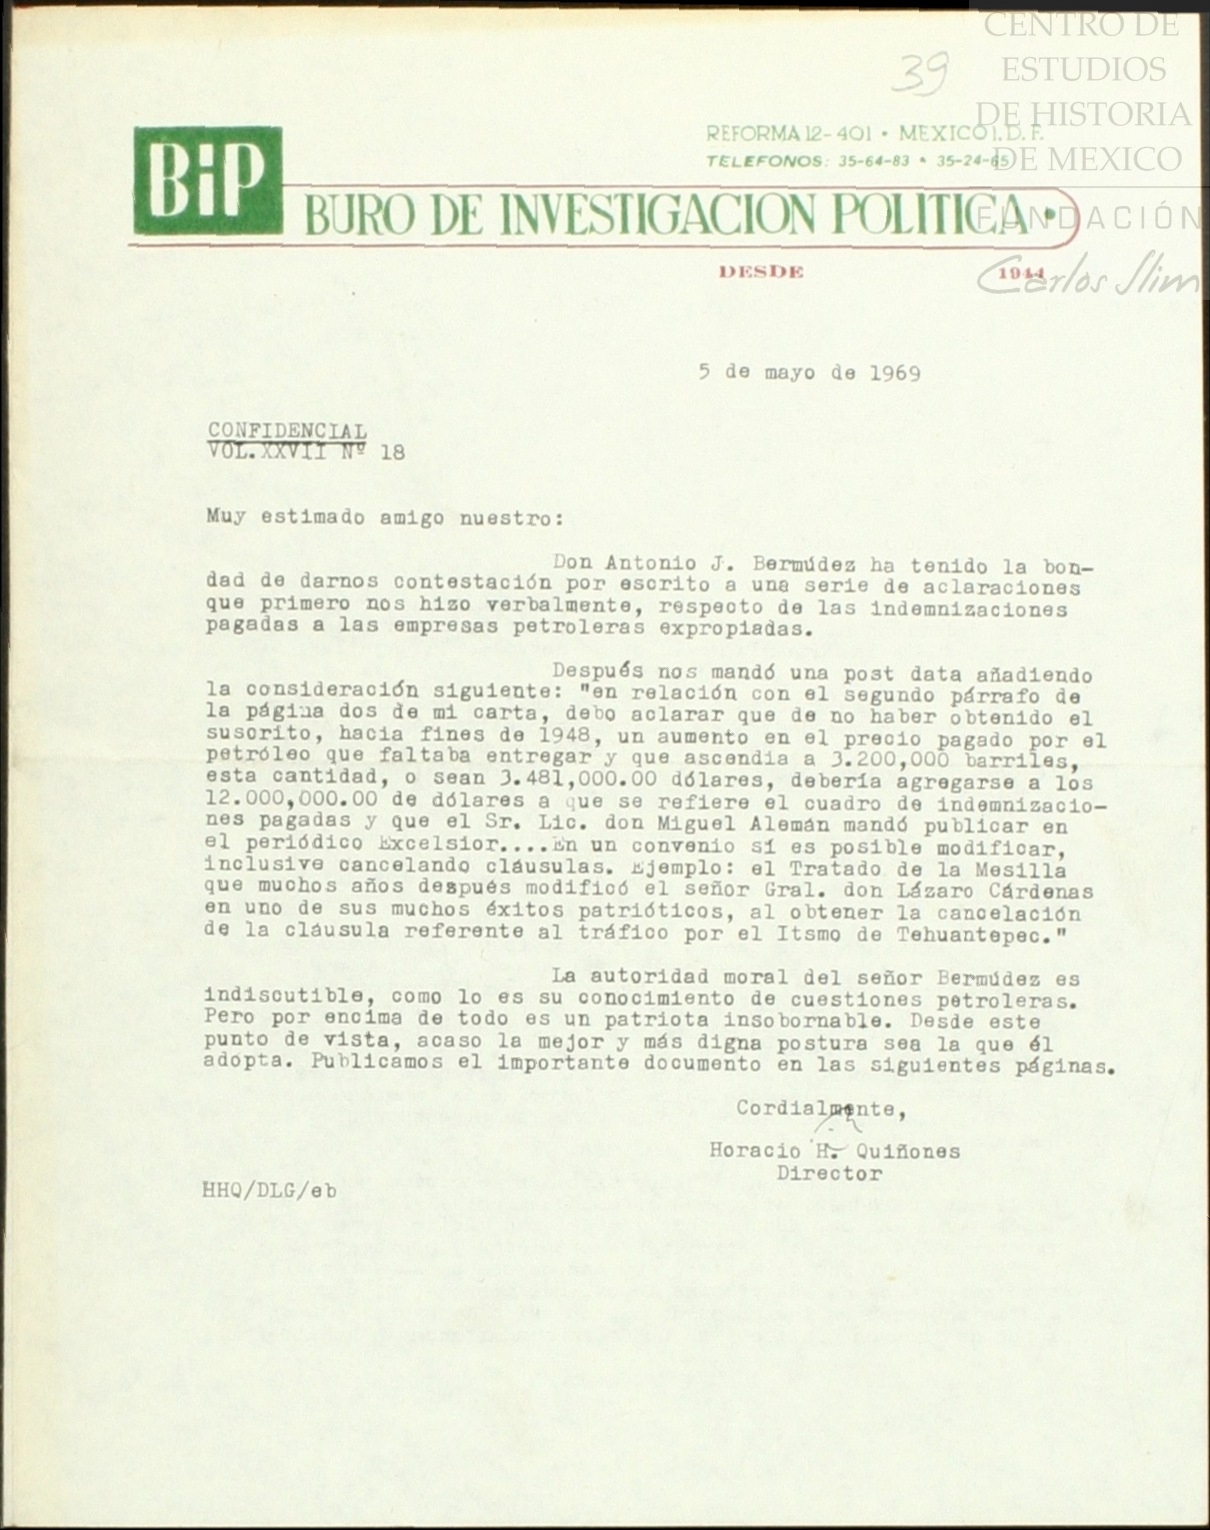 CENTRO DE
ESTUDIOS
DE HISTORIA
DE MEXICO
FUNDACIÓN
Carlos Slim
39
REFORMA 12-401 • MEXICO 1, D. F.
TELEFONOS: 35-64-83 • 35-24-65
BiP
BURO DE INVESTIGACION POLITICA •
DESDE 1944
5 de mayo de 1969
CONFIDENCIAL
VOL. XXVII Nº 18
Muy estimado amigo nuestro:
Don Antonio J. Bermúdez ha tenido la bon-
dad de darnos contestación por escrito a una serie de aclaraciones
que primero nos hizo verbalmente, respecto de las indemnizaciones
pagadas a las empresas petroleras expropiadas.
Después nos mandó una post data añadiendo
la consideración siguiente: "en relación con el segundo párrafo de
la página dos de mi carta, debo aclarar que de no haber obtenido el
suscrito, hacia fines de 1948, un aumento en el precio pagado por el
petróleo que faltaba entregar y que ascendia a 3.200,000 barriles,
esta cantidad, o sean 3.481,000.00 dólares, debería agregarse a los
12.000,000.00 de dólares a que se refiere el cuadro de indemnizacio-
nes pagadas y que el Sr. Lic. don Miguel Alemán mandó publicar en
el periódico Excelsior....En un convenio sí es posible modificar,
inclusive cancelando cláusulas. Ejemplo: el Tratado de la Mesilla
que muchos años después modificó el señor Gral. don Lázaro Cárdenas
en uno de sus muchos éxitos patrióticos, al obtener la cancelación
de la cláusula referente al tráfico por el Itsmo de Tehuantepec."
La autoridad moral del señor Bermúdez es
indiscutible, como lo es su conocimiento de cuestiones petroleras.
Pero por encima de todo es un patriota insobornable. Desde este
punto de vista, acaso la mejor y más digna postura sea la que él
adopta. Publicamos el importante documento en las siguientes páginas.
Cordialmente,
Horacio H. Quiñones
Director
HHQ/DLG/eb